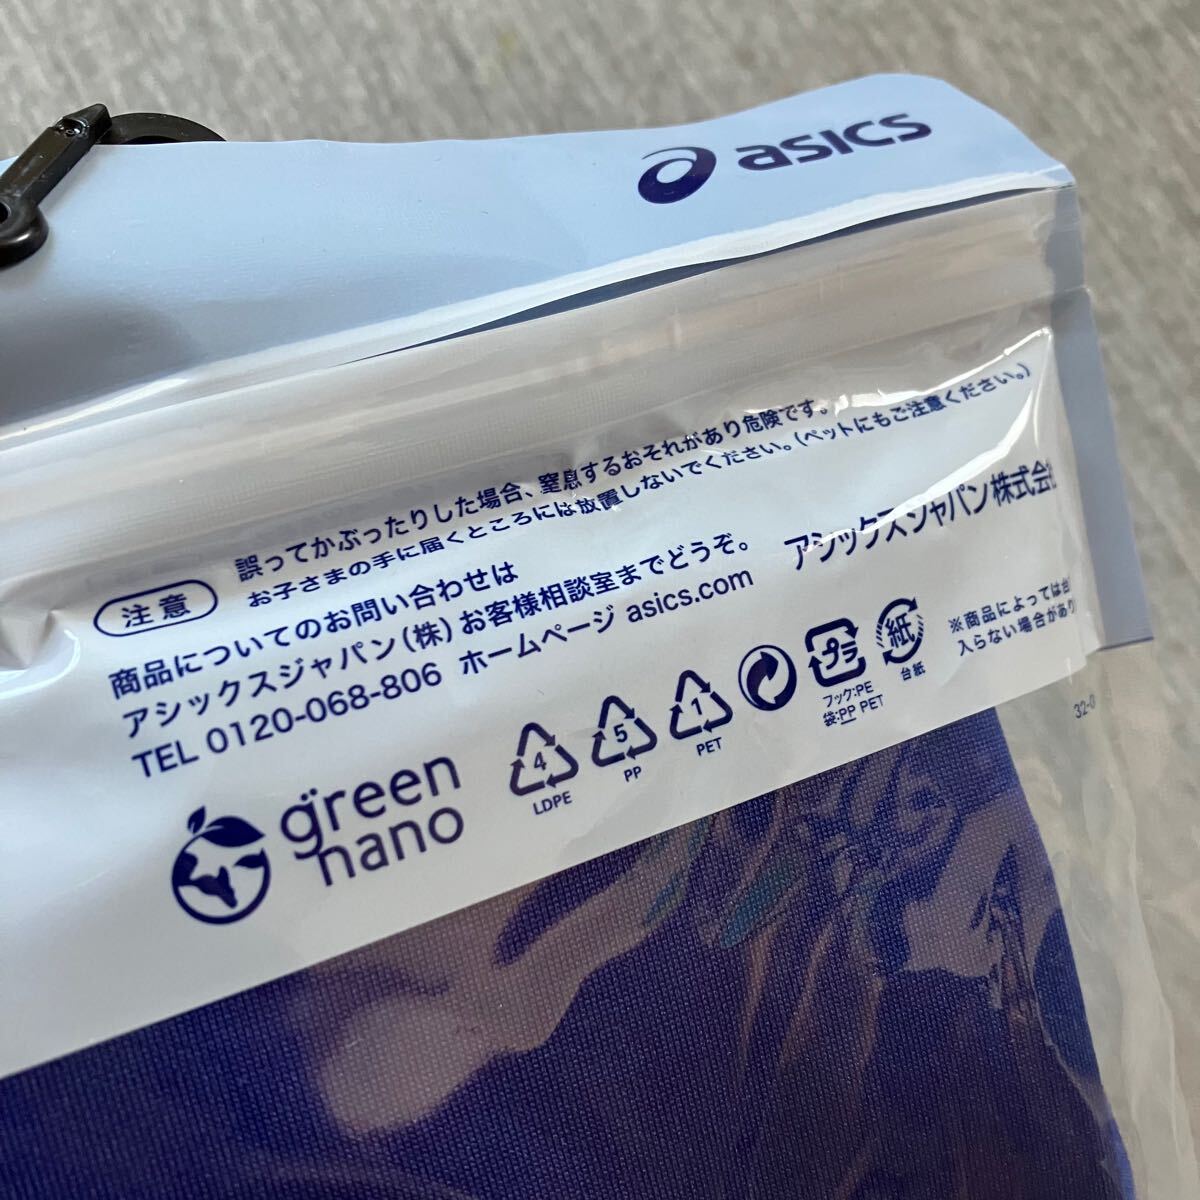 asics
注意
誤ってかぶったりした場合、窒息するおそれがあり危険です。
お子さまの手に届くところには放置しないでください。(ペットにもご注意ください。)
商品についてのお問い合わせは
アシックスジャパン(株)お客様相談室までどうぞ。
TEL 0120-068-806 ホームページ asics.com
アシックスジャパン株式会社
green
nano
4
LDPE
5
PP
1
PET
プラ
フック:PE
袋:PP PET
紙
台紙
※商品によっては台
入らない場合があり
32-0